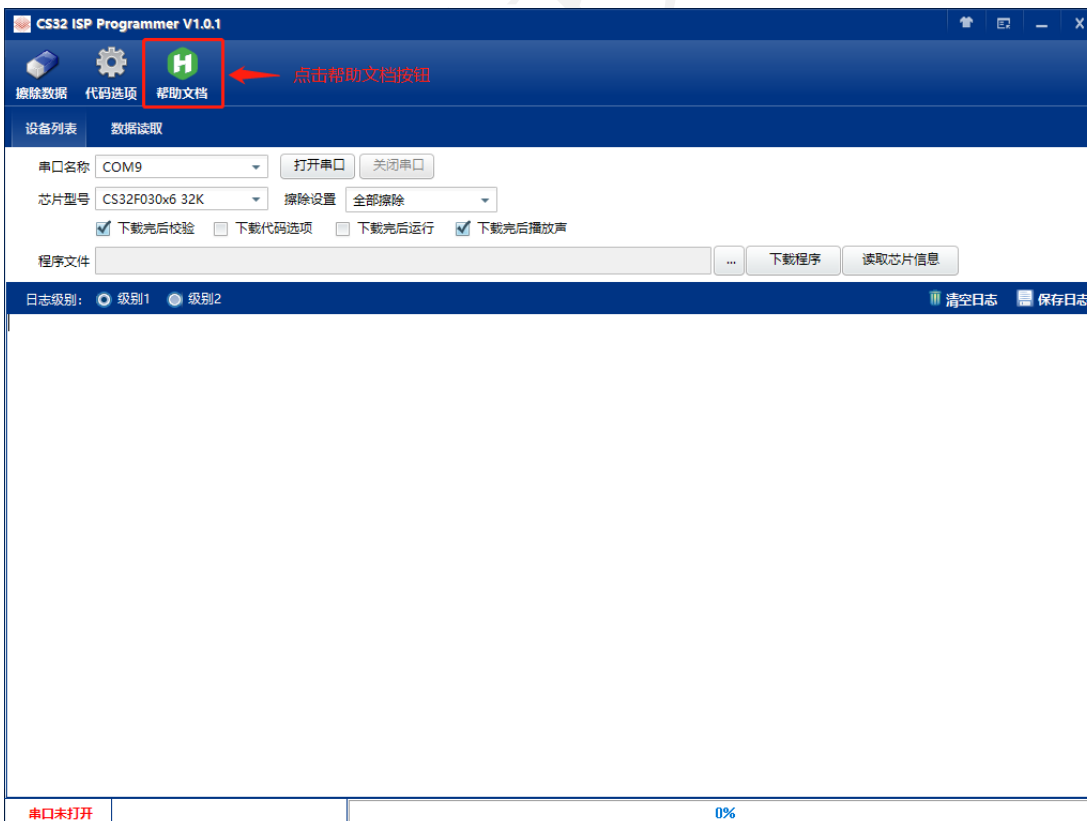 CS32 ISP Programmer V1.0.1
擦除数据 代码选项 帮助文档 点击帮助文档按钮
设备列表 数据读取
串口名称 COM9 打开串口 关闭串口
芯片型号 CS32F030x6 32K 擦除设置 全部擦除
下载完后校验 下载代码选项 下载完后运行 下载完后播放声
程序文件 ... 下载程序 读取芯片信息
日志级别: 级别1 级别2 清空日志 保存日志
串口未打开 0%